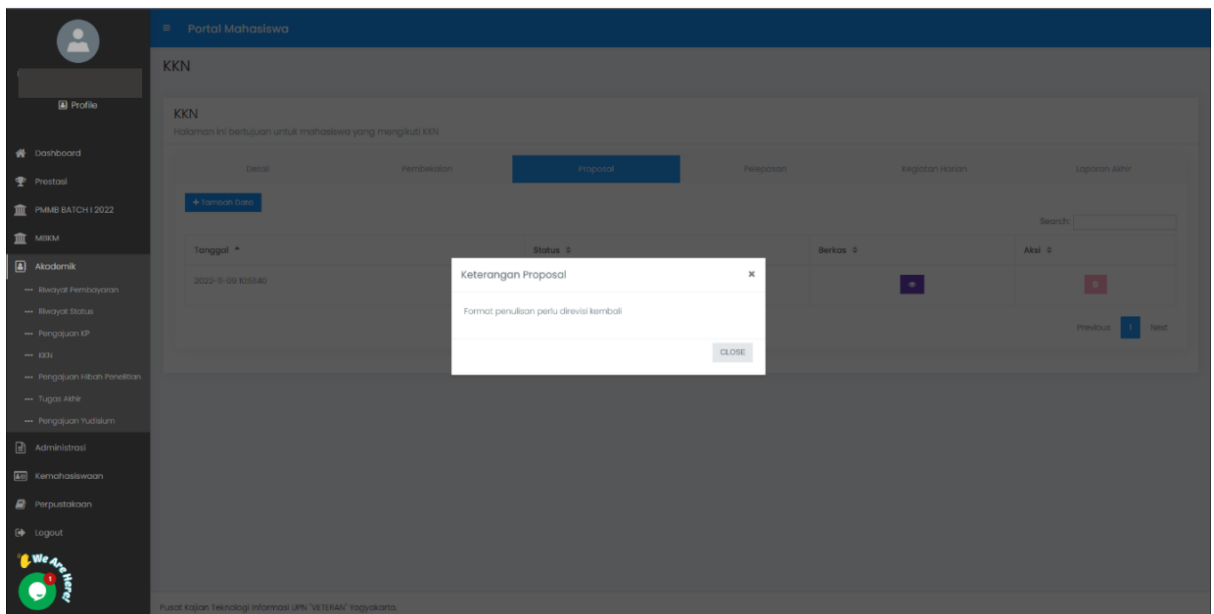 Portal Mahasiswa
Profile
Dashboard
Prestasi
PMMB BATCH I 2022
MBKM
Akademik
Riwayat Pembayaran
Riwayat Status
Pengajuan KP
KKN
Pengajuan Hibah Penelitian
Tugas Akhir
Pengajuan Yudisium
Administrasi
Kemahasiswaan
Perpustakaan
Logout
We Are Here!
1
KKN
KKN
Halaman ini bertujuan untuk mahasiswa yang mengikuti KKN
Detail Pembekalan Proposal Pelepasan Kegiatan Harian Laporan Akhir
+ Tambah Data
Search:
Tanggal Status Berkas Aksi
Previous 1 Next
Keterangan Proposal ×
Format penulisan perlu direvisi kembali
CLOSE
Pusat Kajian Teknologi Informasi UPN "VETERAN" Yogyakarta.